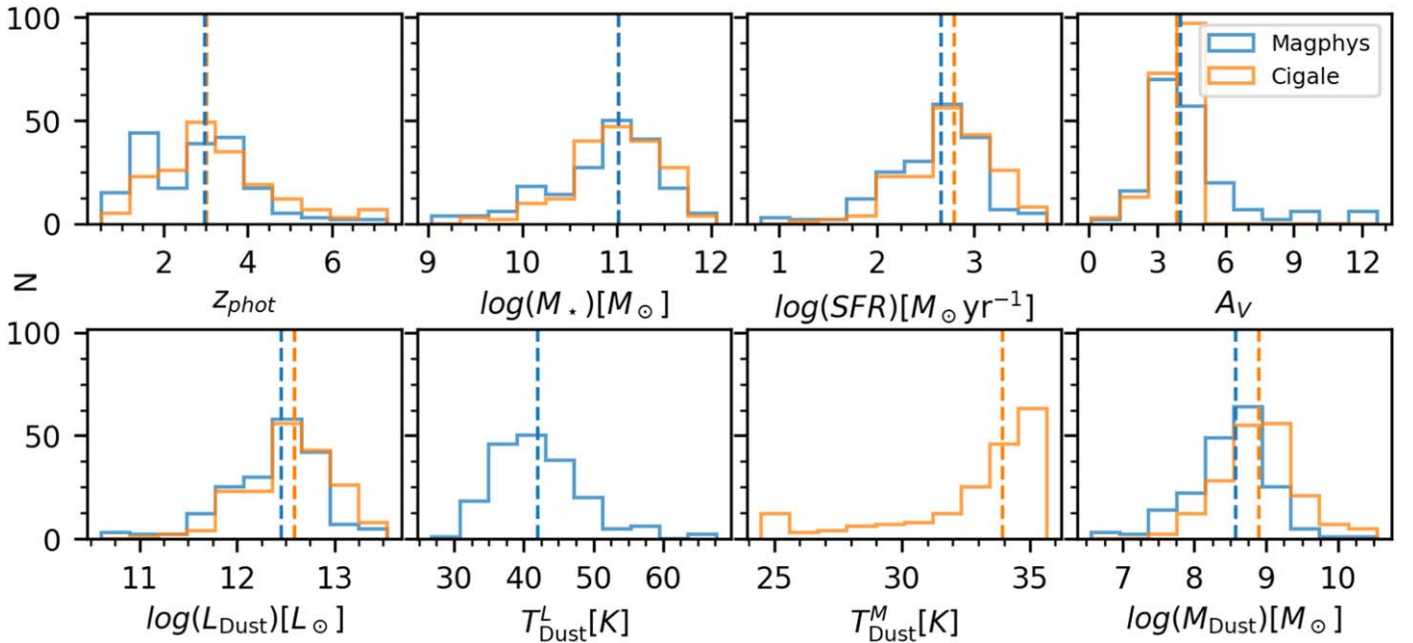 100
50
0
2 4 6
z_phot
9 10 11 12
log(M⋆)[M⊙]
1 2 3
log(SFR)[M⊙yr⁻¹]
0 3 6 9 12
A_V
Magphys
Cigale
N
100
50
0
11 12 13
log(L_Dust)[L⊙]
30 40 50 60
T^L_Dust[K]
25 30 35
T^M_Dust[K]
7 8 9 10
log(M_Dust)[M⊙]